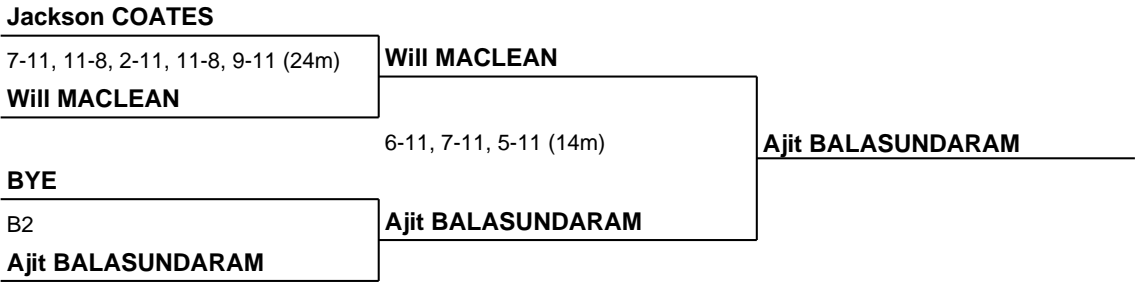 Jackson COATES
7-11, 11-8, 2-11, 11-8, 9-11 (24m)
Will MACLEAN
Will MACLEAN
6-11, 7-11, 5-11 (14m)
Ajit BALASUNDARAM
BYE
B2
Ajit BALASUNDARAM
Ajit BALASUNDARAM